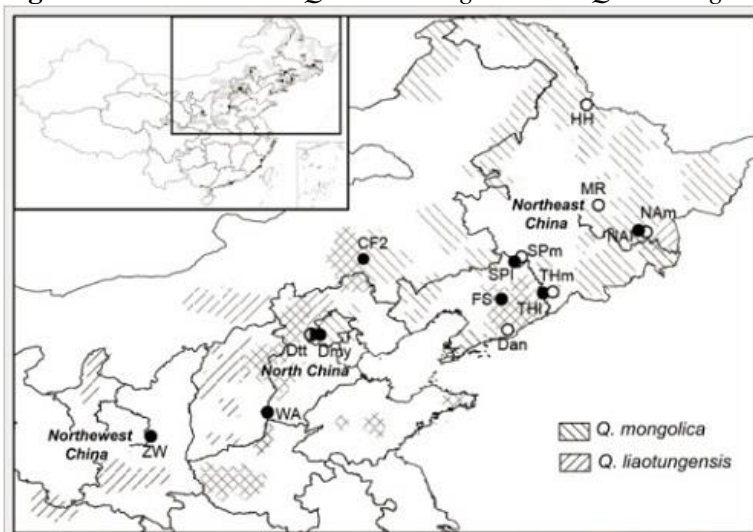 HH
MR
Northeast
China
NAm
NAl
CF2
SPm
SPl
THm
FS
THl
Dtt
Dmy
Dan
North China
WA
Northewest
China
ZW
Q. mongolica
Q. liaotungensis